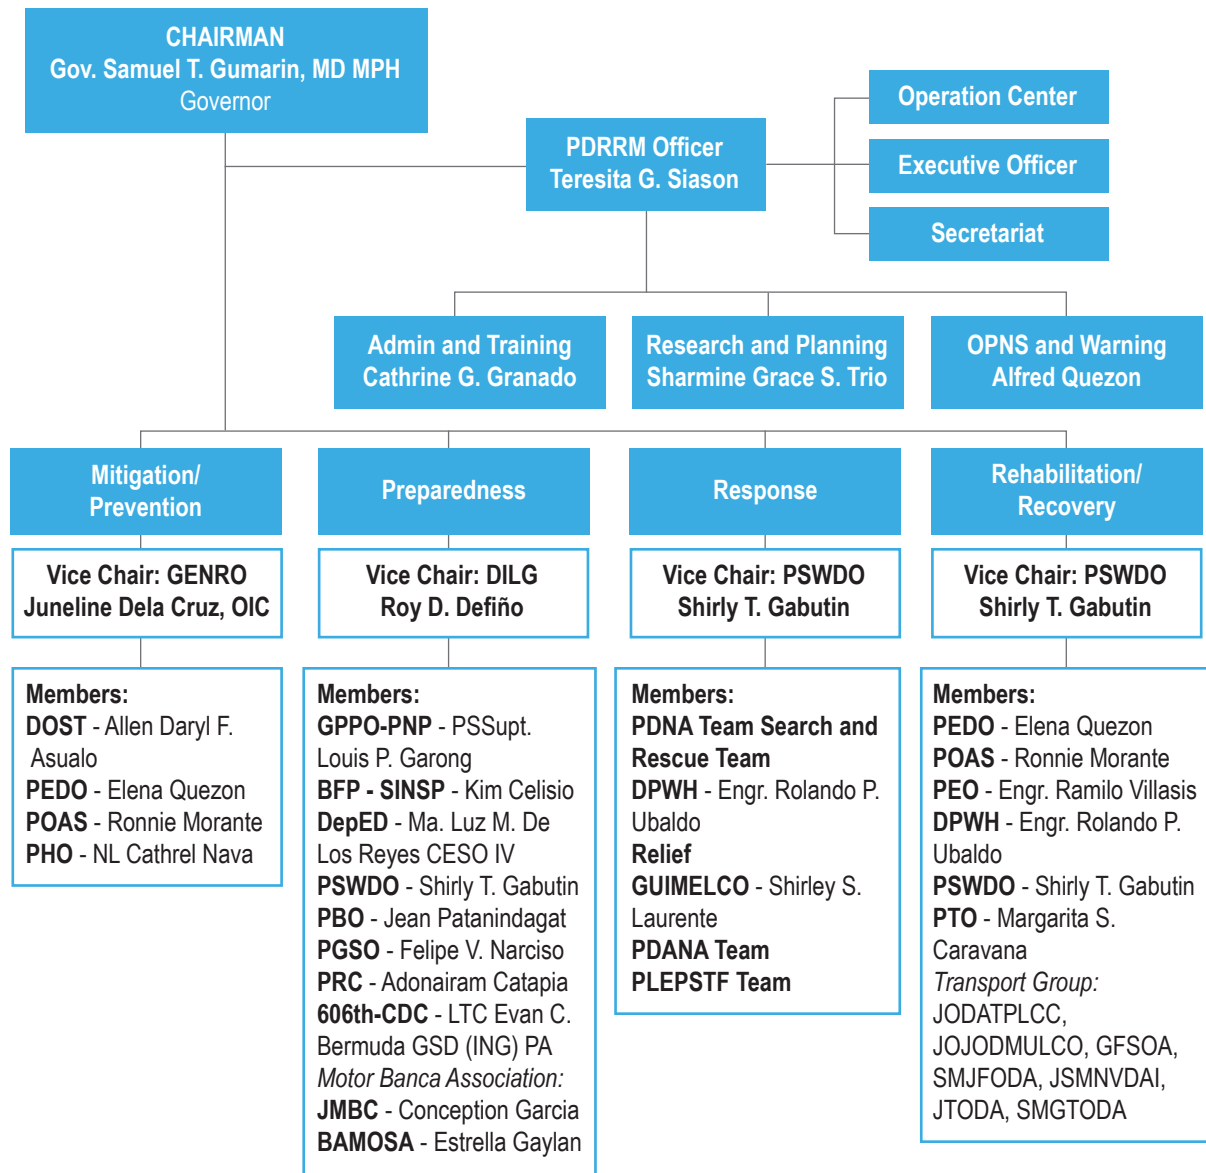 CHAIRMAN
Gov. Samuel T. Gumarin, MD MPH
Governor
PDRRM Officer
Teresita G. Siason
Operation Center
Executive Officer
Secretariat
Admin and Training
Cathrine G. Granado
Research and Planning
Sharmine Grace S. Trio
OPNS and Warning
Alfred Quezon
Mitigation/
Prevention
Vice Chair: GENRO
Juneline Dela Cruz, OIC
Members:
DOST - Allen Daryl F.
Asualo
PEDO - Elena Quezon
POAS - Ronnie Morante
PHO - NL Cathrel Nava
Preparedness
Vice Chair: DILG
Roy D. Defiño
Members:
GPPO-PNP - PSSupt.
Louis P. Garong
BFP - SINSP - Kim Celisio
DepED - Ma. Luz M. De
Los Reyes CESO IV
PSWDO - Shirly T. Gabutin
PBO - Jean Patanindagat
PGSO - Felipe V. Narciso
PRC - Adonairam Catapia
606th-CDC - LTC Evan C.
Bermuda GSD (ING) PA
Motor Banca Association:
JMBC - Conception Garcia
BAMOSA - Estrella Gaylan
Response
Vice Chair: PSWDO
Shirly T. Gabutin
Members:
PDNA Team Search and
Rescue Team
DPWH - Engr. Rolando P.
Ubaldo
Relief
GUIMELCO - Shirley S.
Laurente
PDANA Team
PLEPSTF Team
Rehabilitation/
Recovery
Vice Chair: PSWDO
Shirly T. Gabutin
Members:
PEDO - Elena Quezon
POAS - Ronnie Morante
PEO - Engr. Ramilo Villasis
DPWH - Engr. Rolando P.
Ubaldo
PSWDO - Shirly T. Gabutin
PTO - Margarita S.
Caravana
Transport Group:
JODATPLCC,
JOJODMULCO, GFSOA,
SMJFODA, JSMNVDAI,
JTODA, SMGTODA